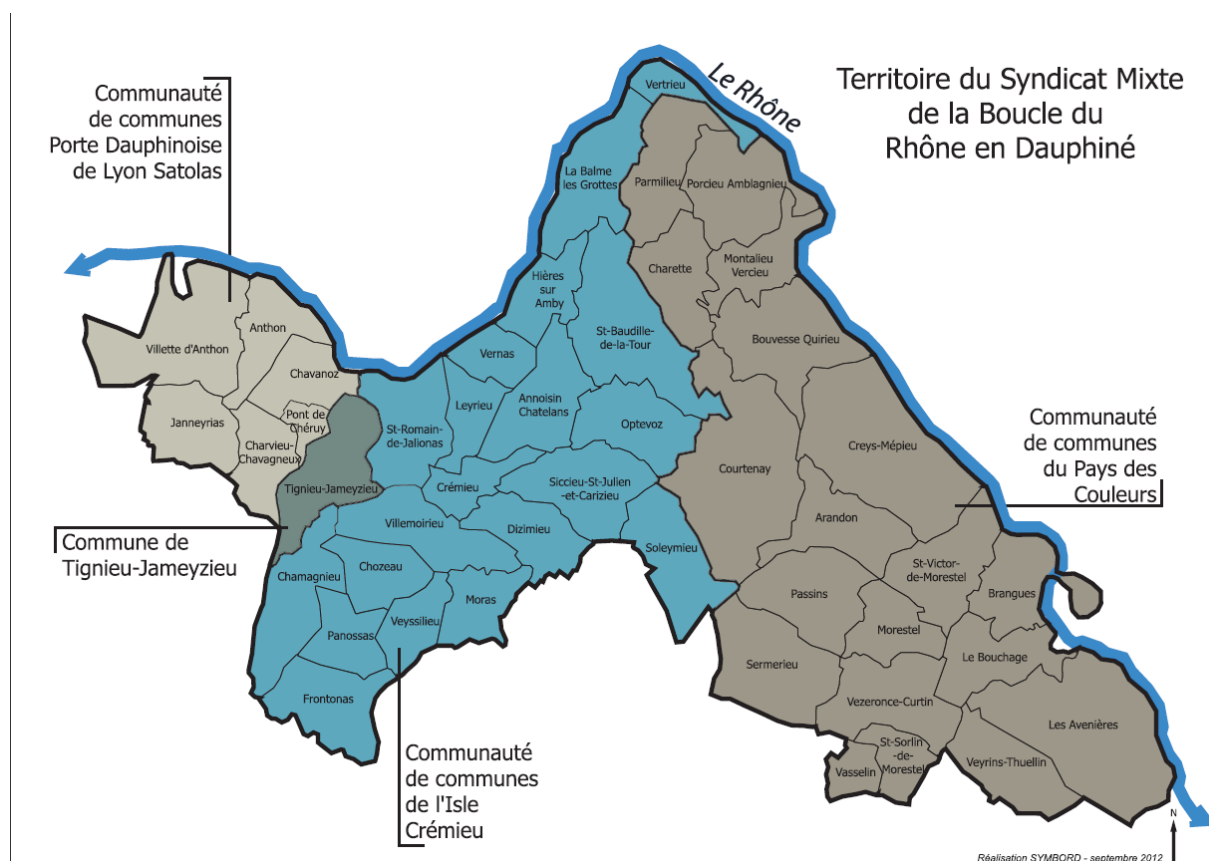 Territoire du Syndicat Mixte
de la Boucle du
Rhône en Dauphiné
Le Rhône
Communauté
de communes
Porte Dauphinoise
de Lyon Satolas
Vertrieu
La Balme
les Grottes
Parmilieu
Porcieu Amblagnieu
Charette
Montalieu
Vercieu
Hières
sur
Amby
St-Baudille-
de-la-Tour
Bouvesse Quirieu
Anthon
Villette d'Anthon
Vernas
Chavanoz
Annoisin
Chatelans
Leyrieu
Janneyrias
Pont de
Chéruy
St-Romain-
de-Jalionas
Optevoz
Charvieu-
Chavagneux
Creys-Mépieu
Communauté
de communes
du Pays des
Couleurs
Courtenay
Tignieu-Jameyzieu
Crémieu
Siccieu-St-Julien
-et-Carizieu
Arandon
Villemoirieu
Dizimieu
Soleymieu
Commune de
Tignieu-Jameyzieu
Chamagnieu
Chozeau
St-Victor-
de-Morestel
Passins
Brangues
Moras
Veyssilieu
Panossas
Morestel
Le Bouchage
Sermerieu
Frontonas
Vezeronce-Curtin
Les Avenières
St-Sorlin
-de-
Morestel
Vasselin
Veyrins-Thuellin
Communauté
de communes
de l'Isle
Crémieu
N
Réalisation SYMBORD - septembre 2012